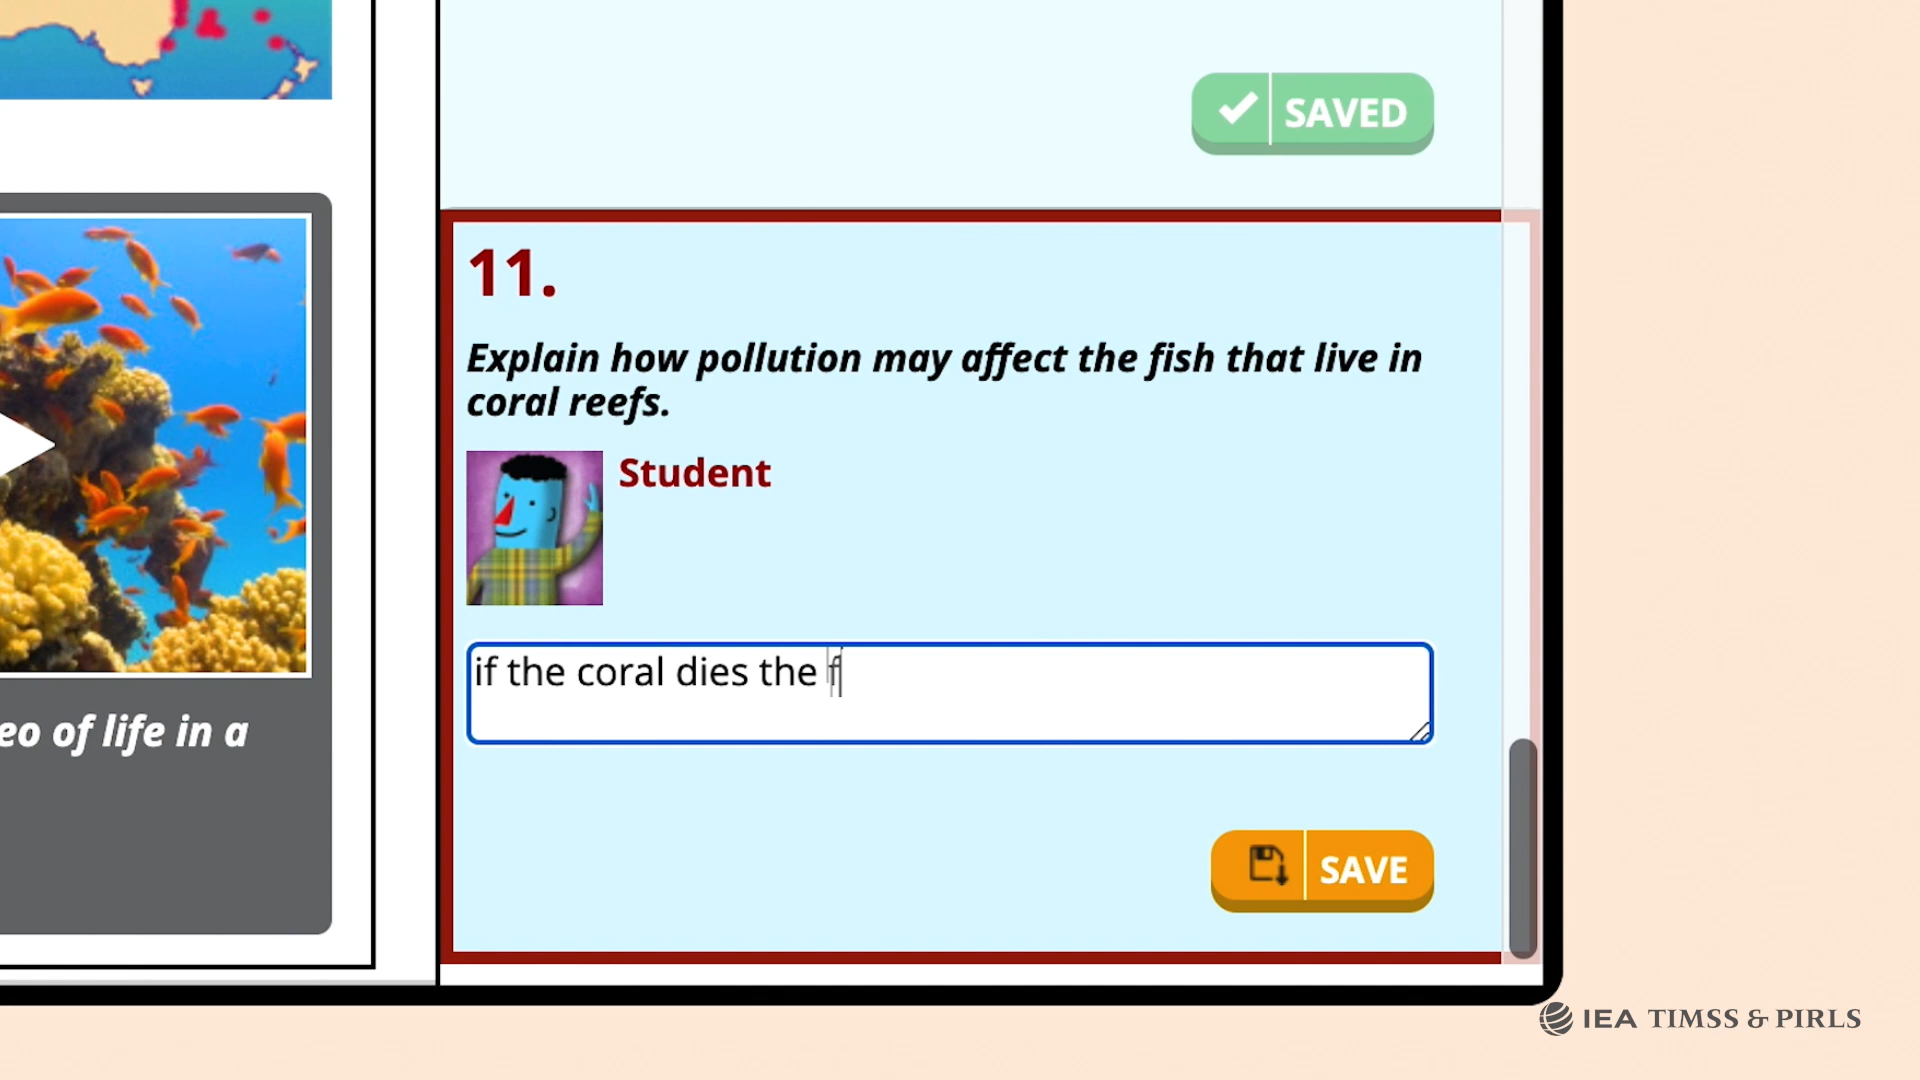 SAVED
11.
Explain how pollution may affect the fish that live in
coral reefs.
Student
if the coral dies the f
eo of life in a
SAVE
IEA TIMSS & PIRLS